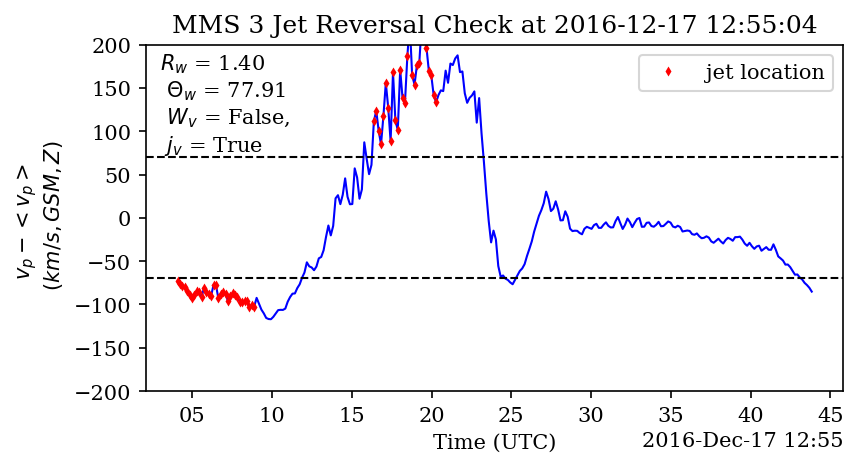 MMS 3 Jet Reversal Check at 2016-12-17 12:55:04
R_w = 1.40
Θ_w = 77.91
W_v = False,
j_v = True
jet location
200
150
100
50
0
−50
−100
−150
−200
v_p − < v_p >
(km/s, GSM, Z)
05 10 15 20 25 30 35 40 45
Time (UTC)
2016-Dec-17 12:55